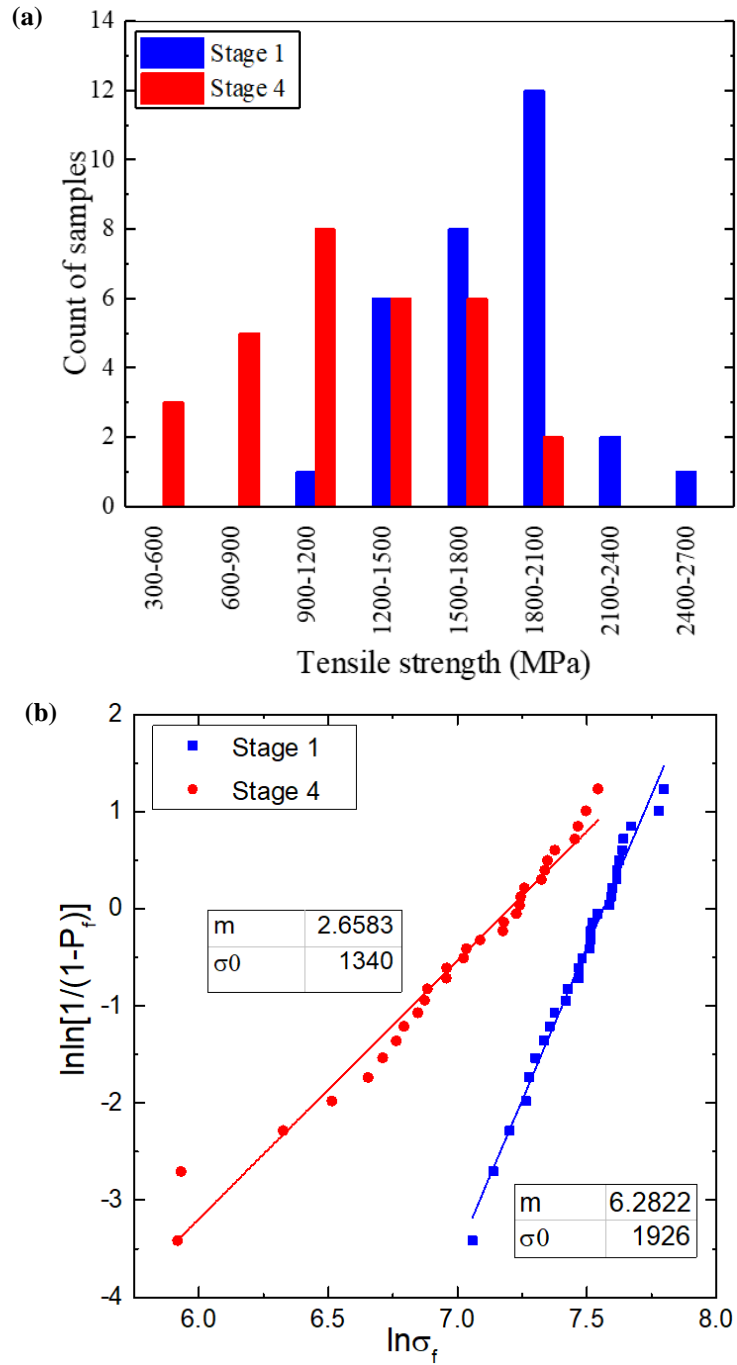 (a)
14
12
10
8
6
4
2
0
Count of samples
Stage 1
Stage 4
300-600
600-900
900-1200
1200-1500
1500-1800
1800-2100
2100-2400
2400-2700
Tensile strength (MPa)
(b)
2
1
0
-1
-2
-3
-4
lnln[1/(1-Pf)]
Stage 1
Stage 4
m 2.6583
σ0 1340
m 6.2822
σ0 1926
6.0 6.5 7.0 7.5 8.0
lnσf